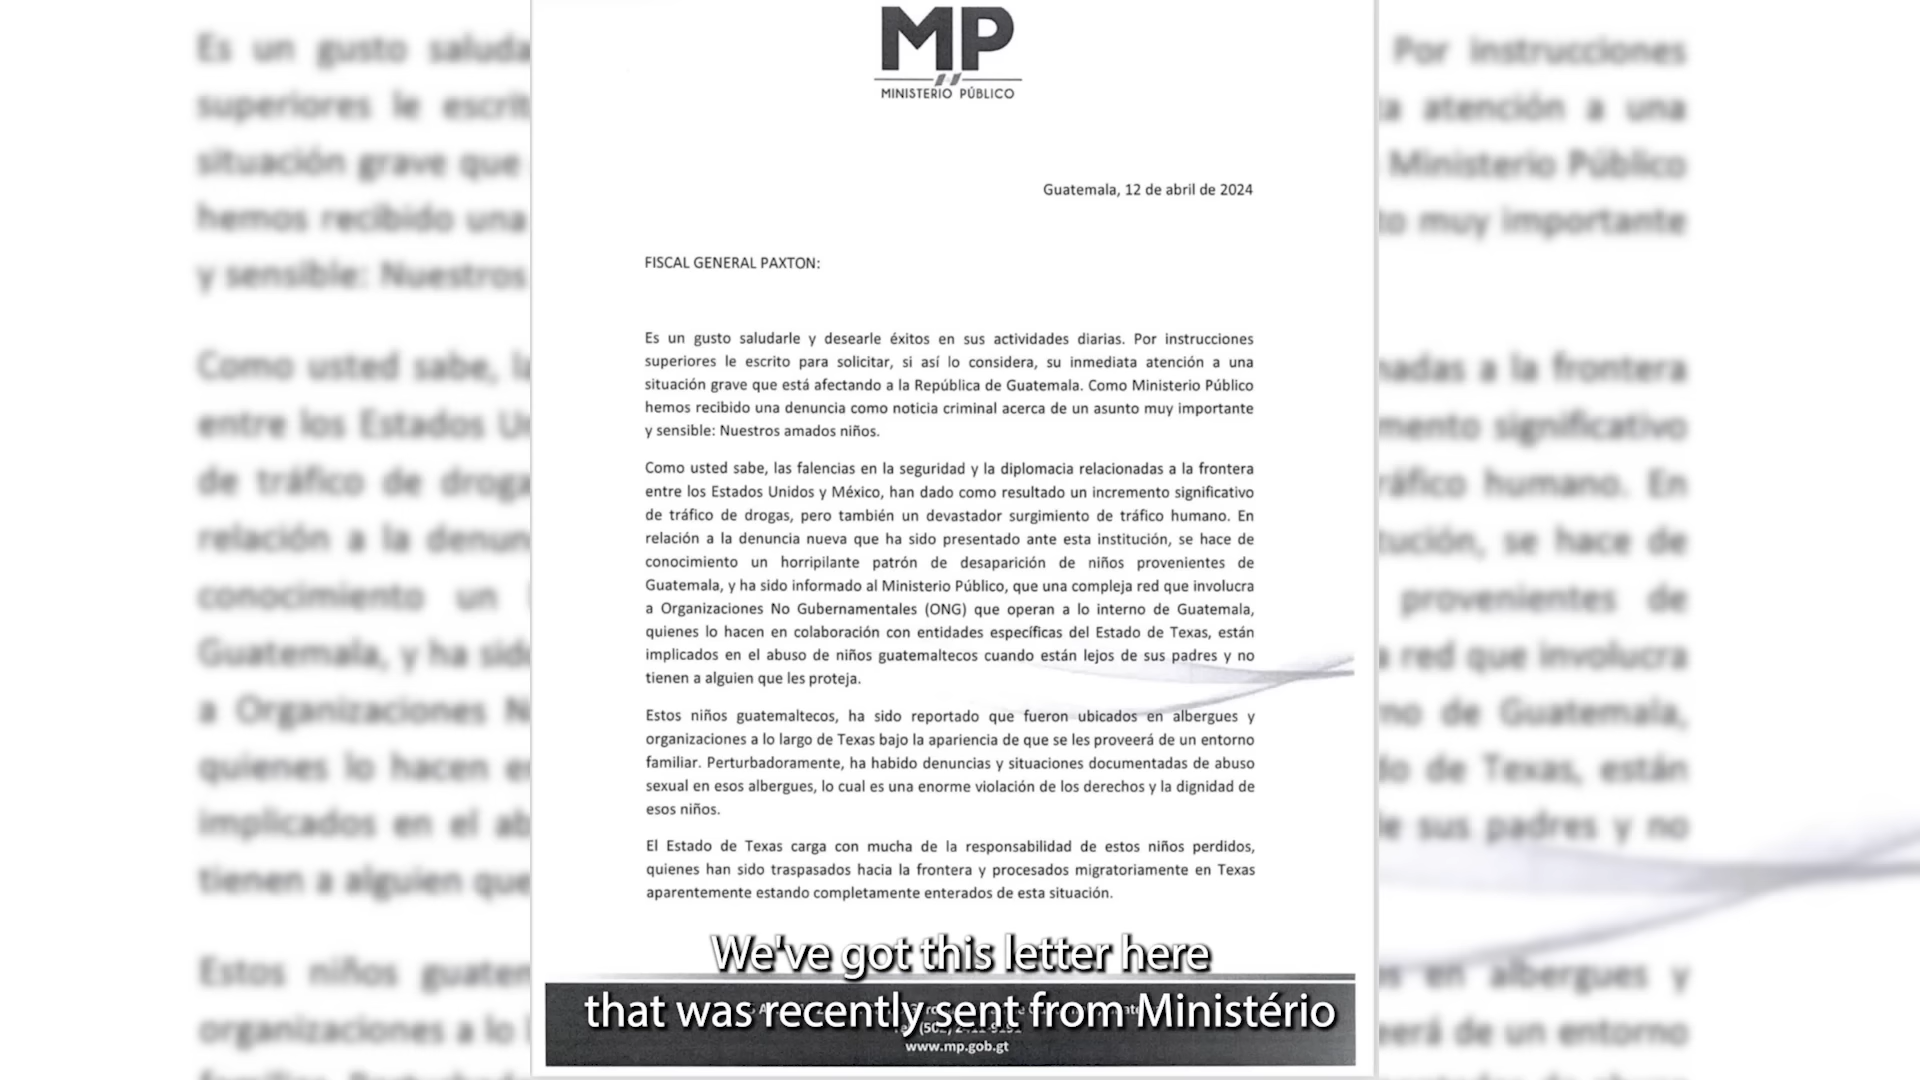 MP
MINISTERIO PÚBLICO
Guatemala, 12 de abril de 2024
FISCAL GENERAL PAXTON:
Es un gusto saludarle y desearle éxitos en sus actividades diarias. Por instrucciones
superiores le escrito para solicitar, si así lo considera, su inmediata atención a una
situación grave que está afectando a la República de Guatemala. Como Ministerio Público
hemos recibido una denuncia como noticia criminal acerca de un asunto muy importante
y sensible: Nuestros amados niños.
Como usted sabe, las falencias en la seguridad y la diplomacia relacionadas a la frontera
entre los Estados Unidos y México, han dado como resultado un incremento significativo
de tráfico de drogas, pero también un devastador surgimiento de tráfico humano. En
relación a la denuncia nueva que ha sido presentado ante esta institución, se hace de
conocimiento un horripilante patrón de desaparición de niños provenientes de
Guatemala, y ha sido informado al Ministerio Público, que una compleja red que involucra
a Organizaciones No Gubernamentales (ONG) que operan a lo interno de Guatemala,
quienes lo hacen en colaboración con entidades específicas del Estado de Texas, están
implicados en el abuso de niños guatemaltecos cuando están lejos de sus padres y no
tienen a alguien que les proteja.
Estos niños guatemaltecos, ha sido reportado que fueron ubicados en albergues y
organizaciones a lo largo de Texas bajo la apariencia de que se les proveerá de un entorno
familiar. Perturbadoramente, ha habido denuncias y situaciones documentadas de abuso
sexual en esos albergues, lo cual es una enorme violación de los derechos y la dignidad de
esos niños.
El Estado de Texas carga con mucha de la responsabilidad de estos niños perdidos,
quienes han sido traspasados hacia la frontera y procesados migratoriamente en Texas
aparentemente estando completamente enterados de esta situación.
We've got this letter here
that was recently sent from Ministério
www.mp.gob.gt